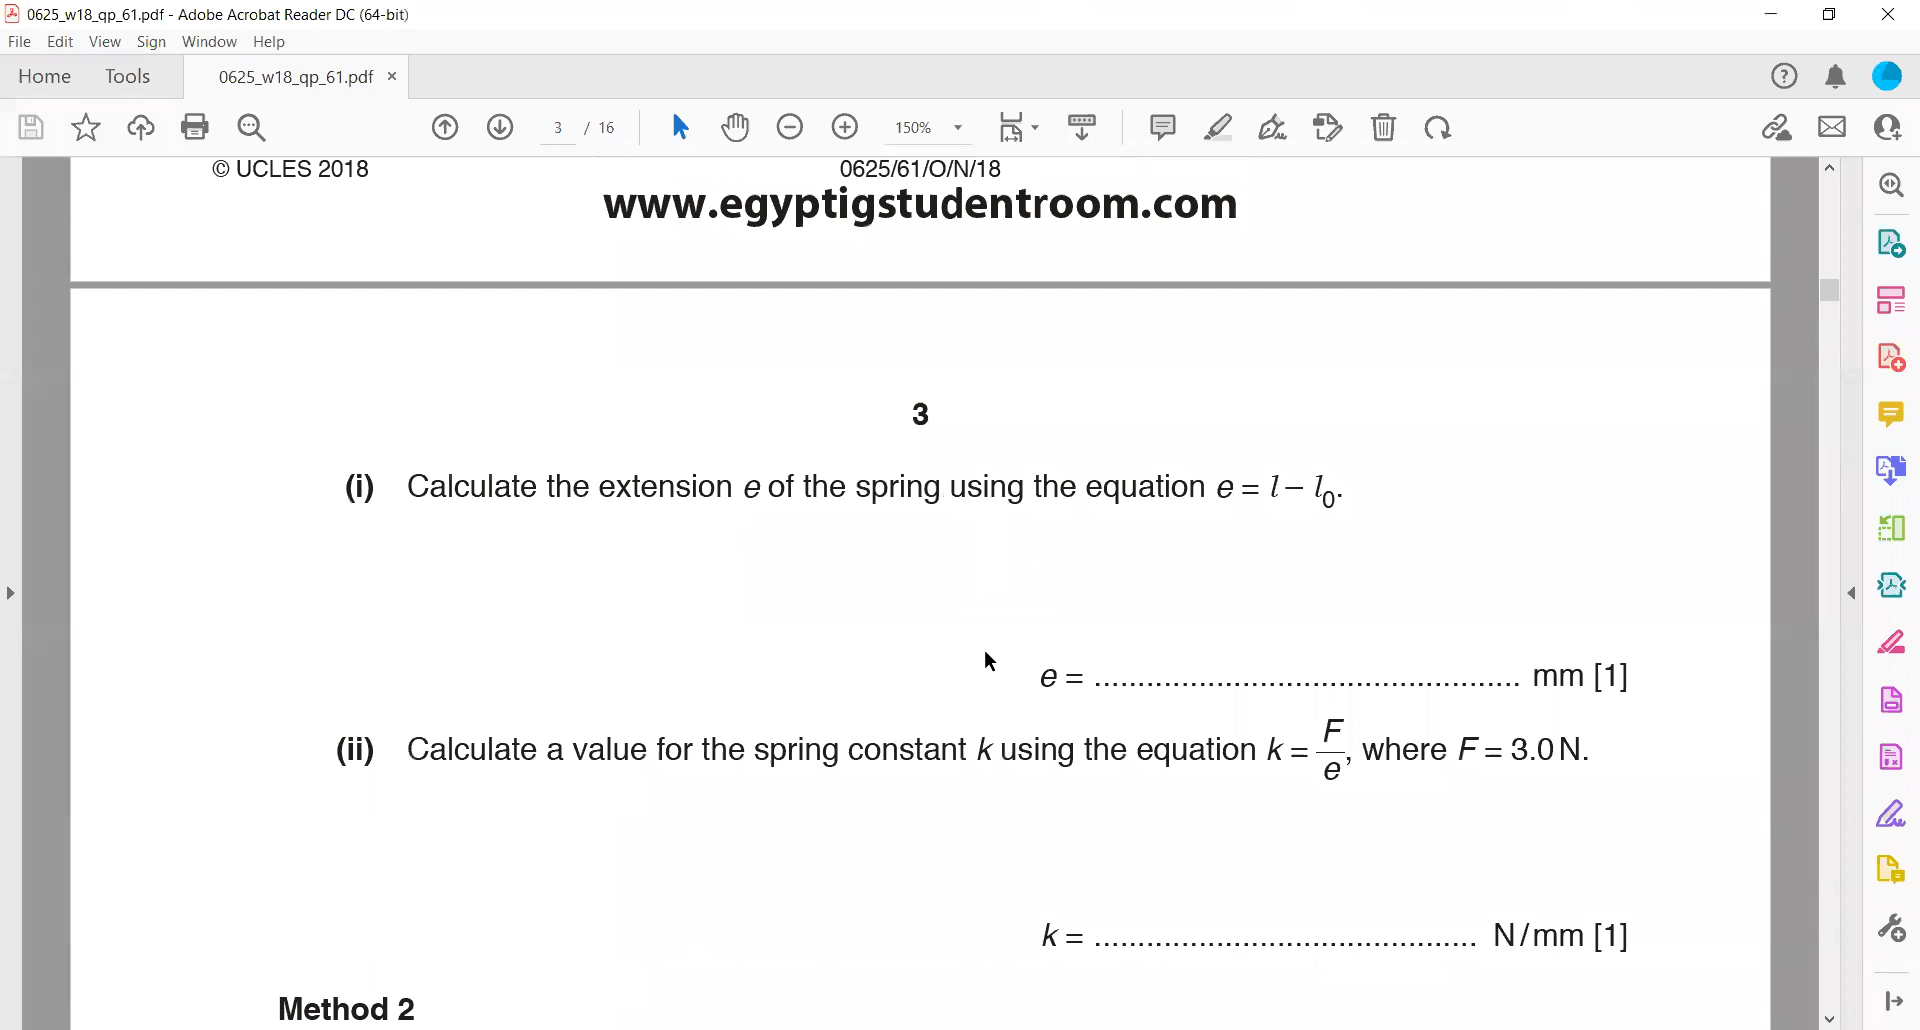 0625_w18_qp_61.pdf - Adobe Acrobat Reader DC (64-bit)
File Edit View Sign Window Help
Home Tools 0625_w18_qp_61.pdf ×
3 / 16 150%
© UCLES 2018 0625/61/O/N/18
www.egyptigstudentroom.com
3
(i) Calculate the extension e of the spring using the equation e = l − l₀.
e = ................................................ mm [1]
(ii) Calculate a value for the spring constant k using the equation k = F/e, where F = 3.0 N.
k = ........................................... N/mm [1]
Method 2